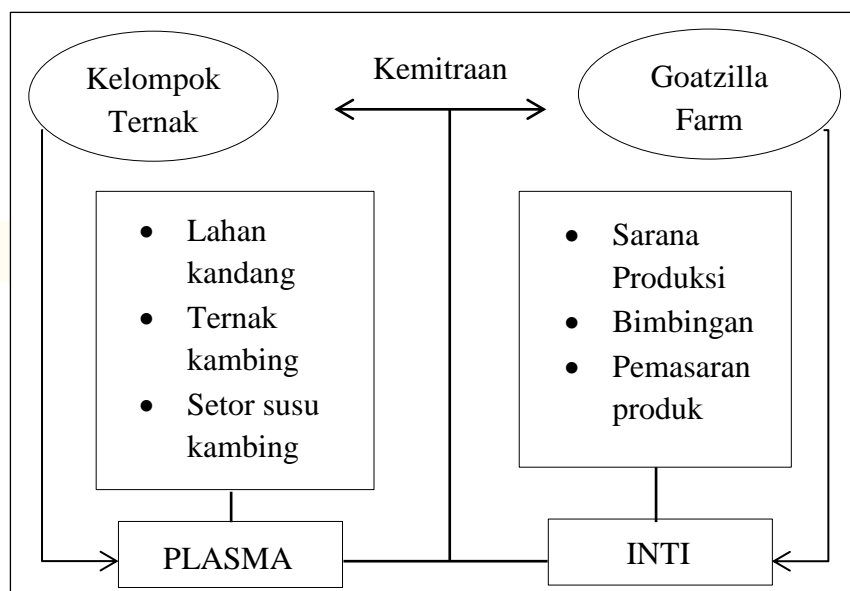 Kelompok
Ternak
Kemitraan
Goatzilla
Farm
• Lahan
kandang
• Ternak
kambing
• Setor susu
kambing
• Sarana
Produksi
• Bimbingan
• Pemasaran
produk
PLASMA
INTI